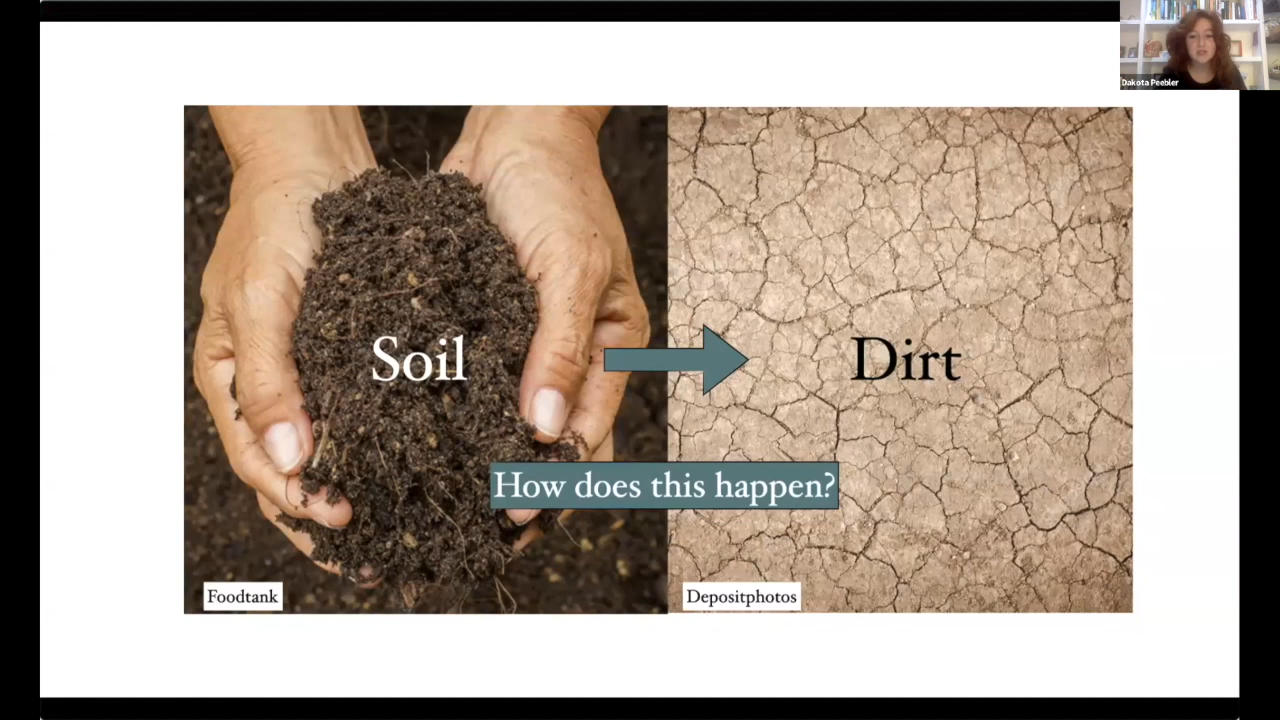 Dakota Peebler
Soil
Dirt
How does this happen?
Foodtank
Depositphotos